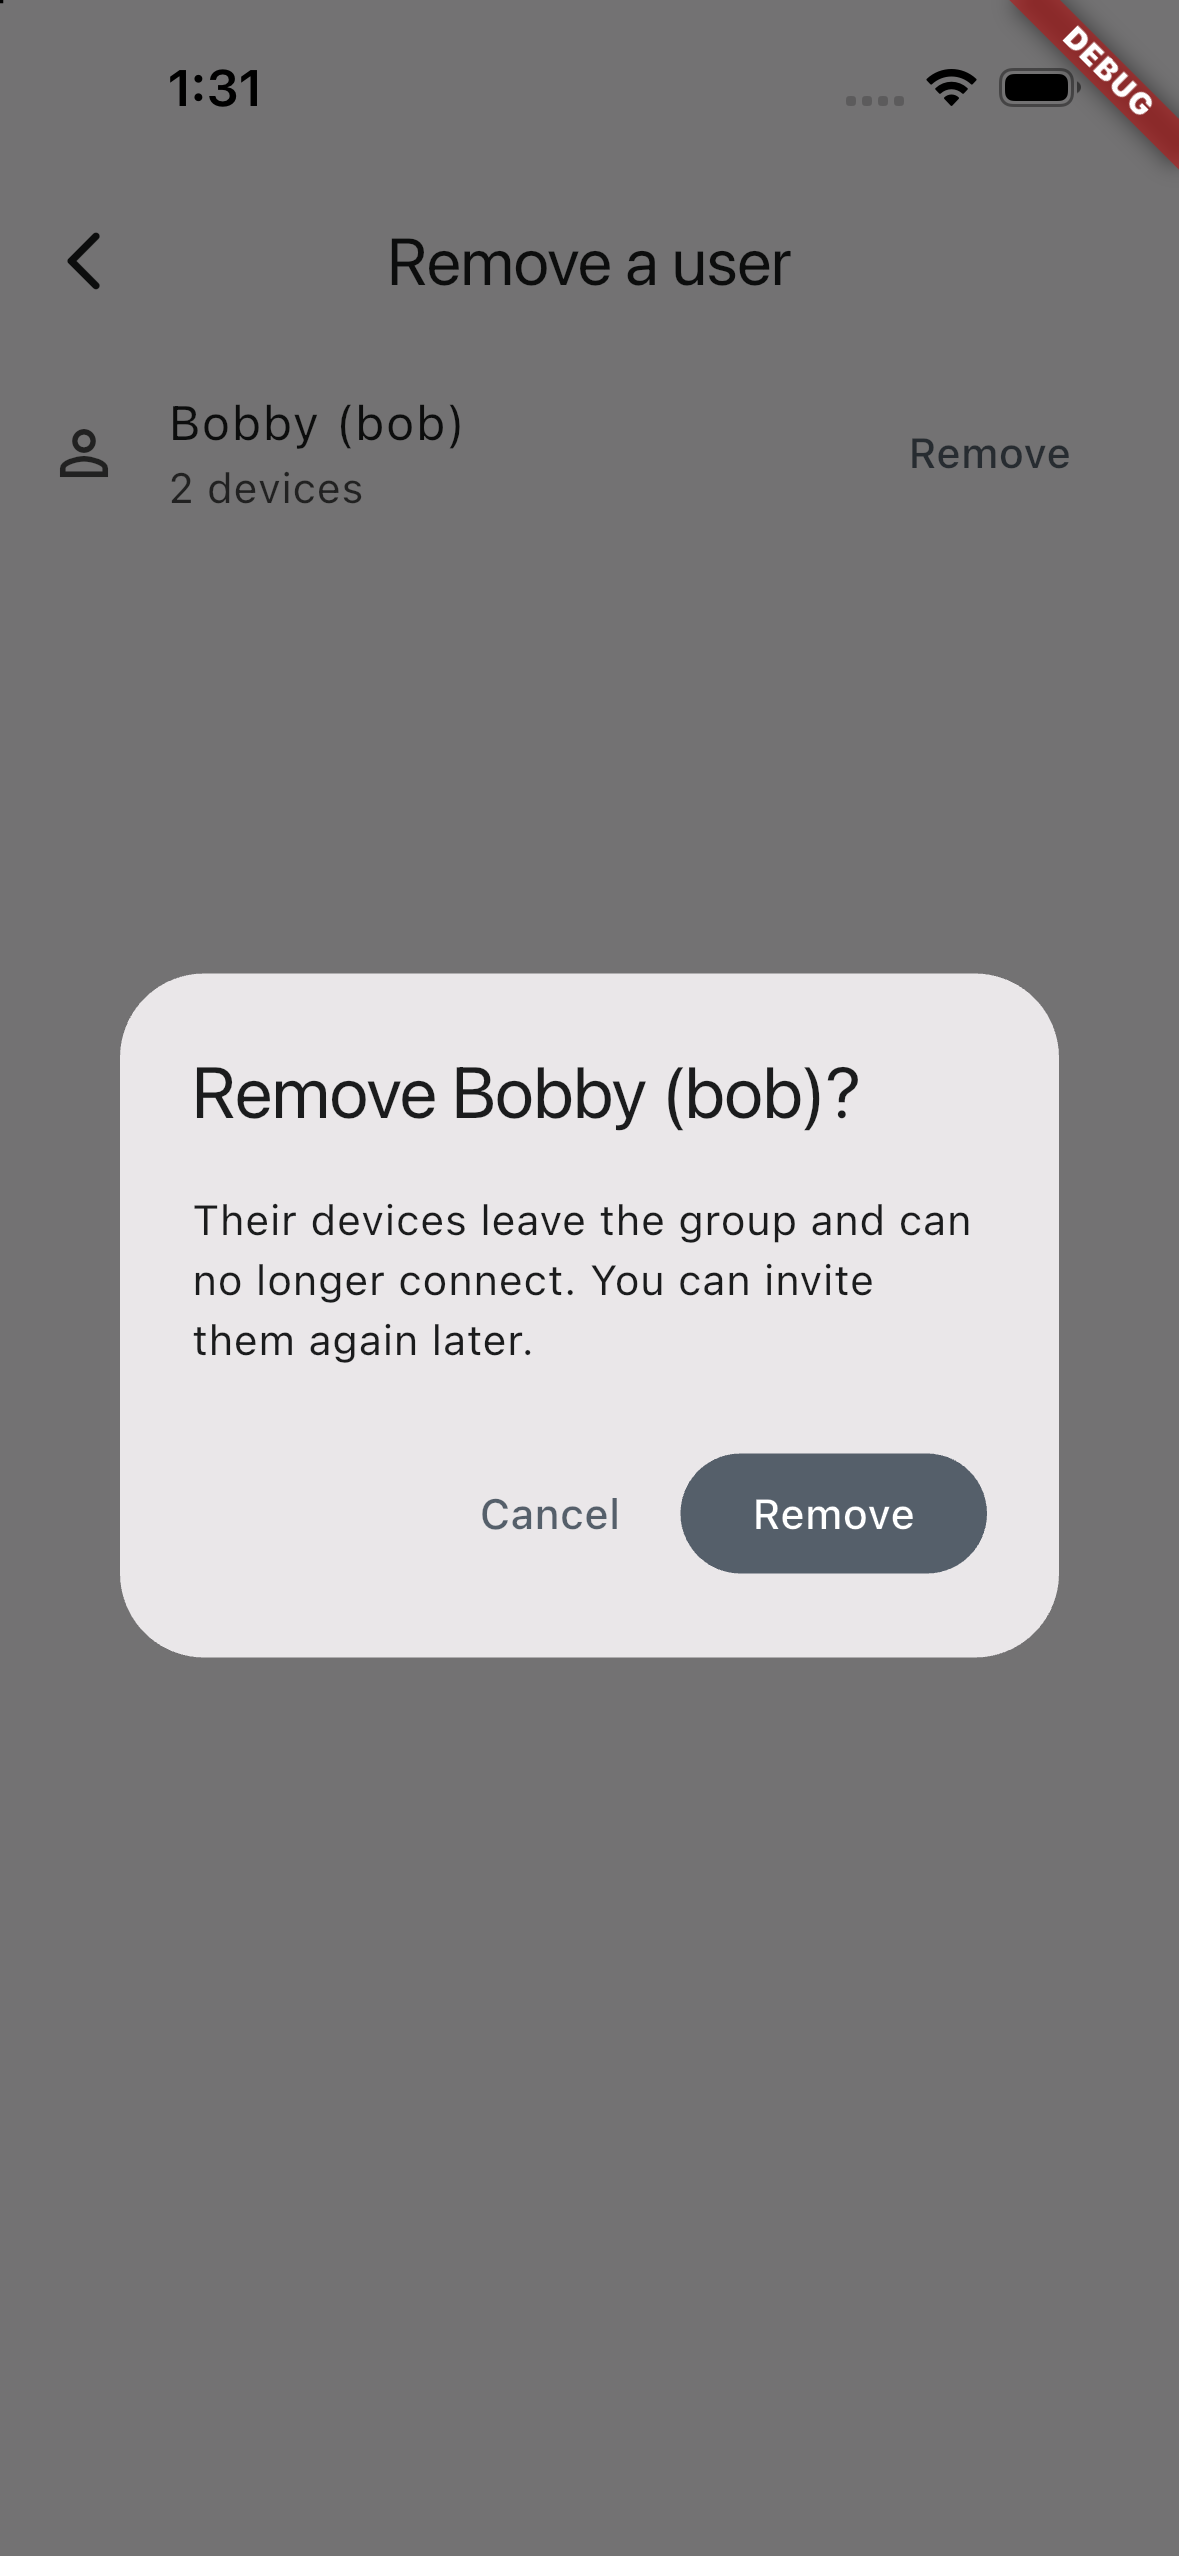 1:31
DEBUG
Remove a user
Bobby (bob)
2 devices
Remove
Remove Bobby (bob)?
Their devices leave the group and can
no longer connect. You can invite
them again later.
Cancel
Remove